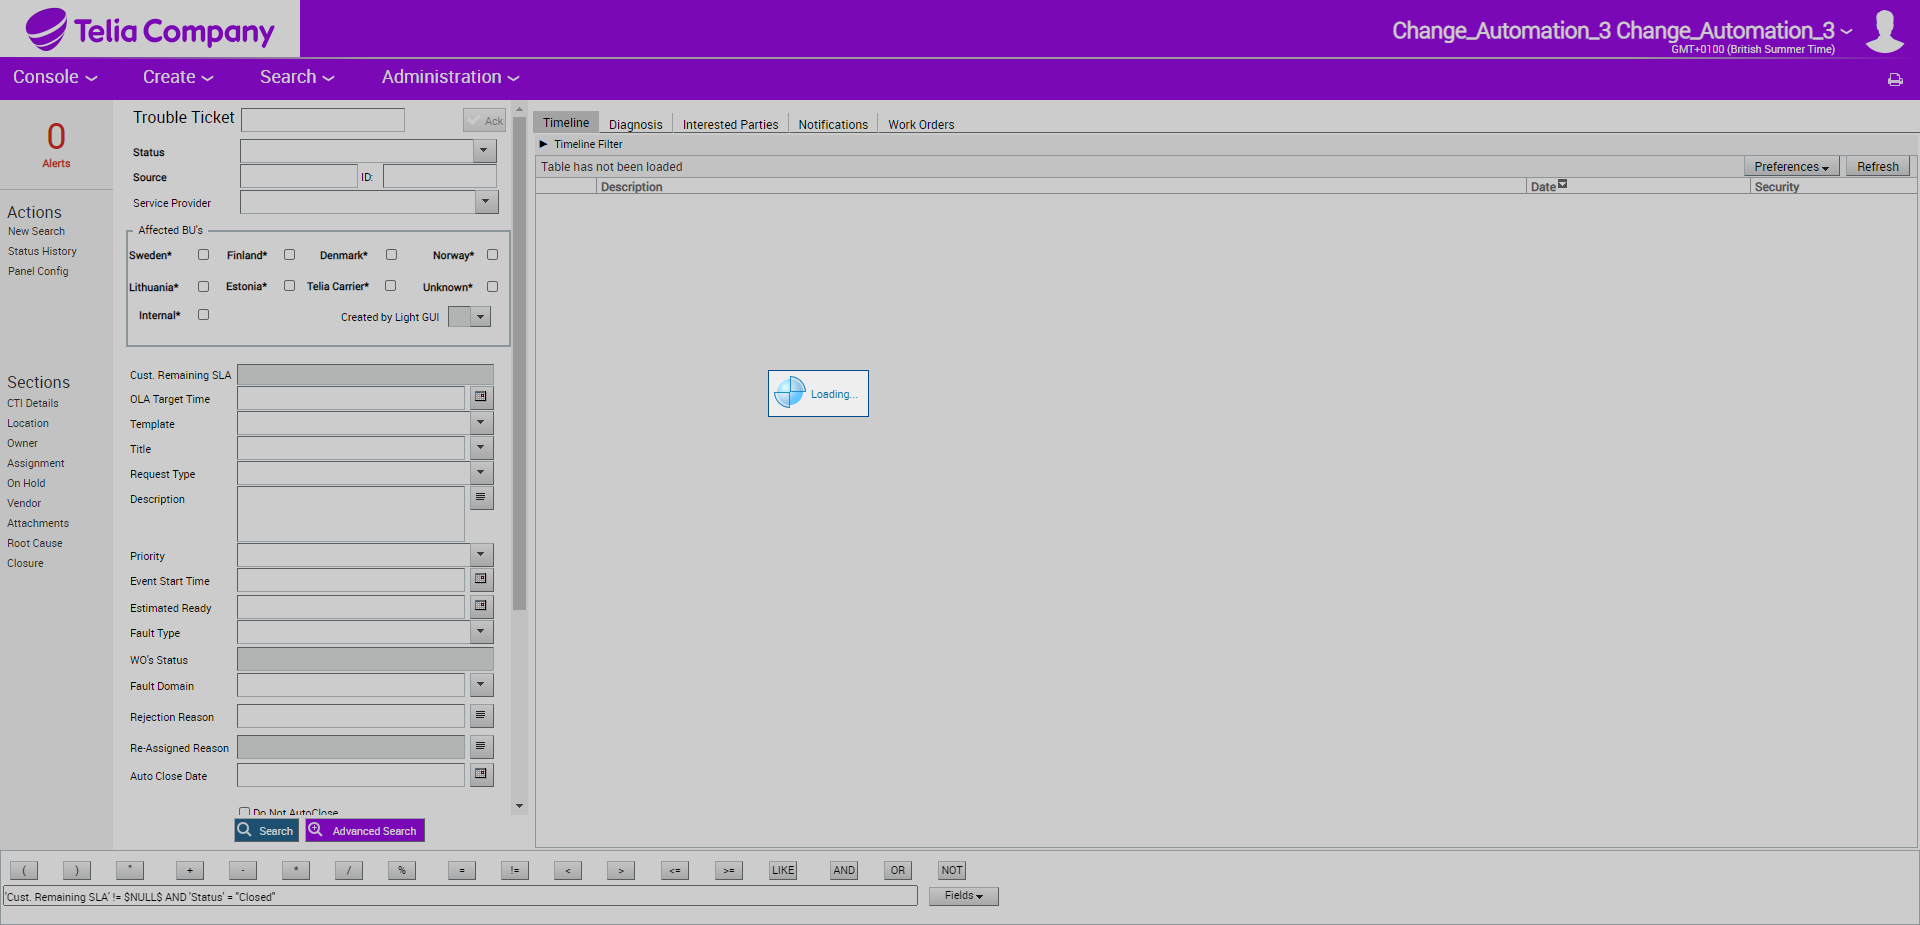 Telia Company
Change_Automation_3 Change_Automation_3
GMT+0100 (British Summer Time)
Console
Create
Search
Administration
0
Alerts
Actions
New Search
Status History
Panel Config
Sections
CTI Details
Location
Owner
Assignment
On Hold
Vendor
Attachments
Root Cause
Closure
Trouble Ticket
Ack
Status
Source
ID:
Service Provider
Affected BU's
Sweden*
Finland*
Denmark*
Norway*
Lithuania*
Estonia*
Telia Carrier*
Unknown*
Internal*
Created by Light GUI
Cust. Remaining SLA
OLA Target Time
Template
Title
Request Type
Description
Priority
Event Start Time
Estimated Ready
Fault Type
WO's Status
Fault Domain
Rejection Reason
Re-Assigned Reason
Auto Close Date
Do Not AutoClose
Search
Advanced Search
Timeline
Diagnosis
Interested Parties
Notifications
Work Orders
Timeline Filter
Table has not been loaded
Preferences
Refresh
Description
Date
Security
Loading...
( ) " + - * / % = != < > <= >= LIKE AND OR NOT
'Cust. Remaining SLA' != $NULL$ AND 'Status' = "Closed"
Fields